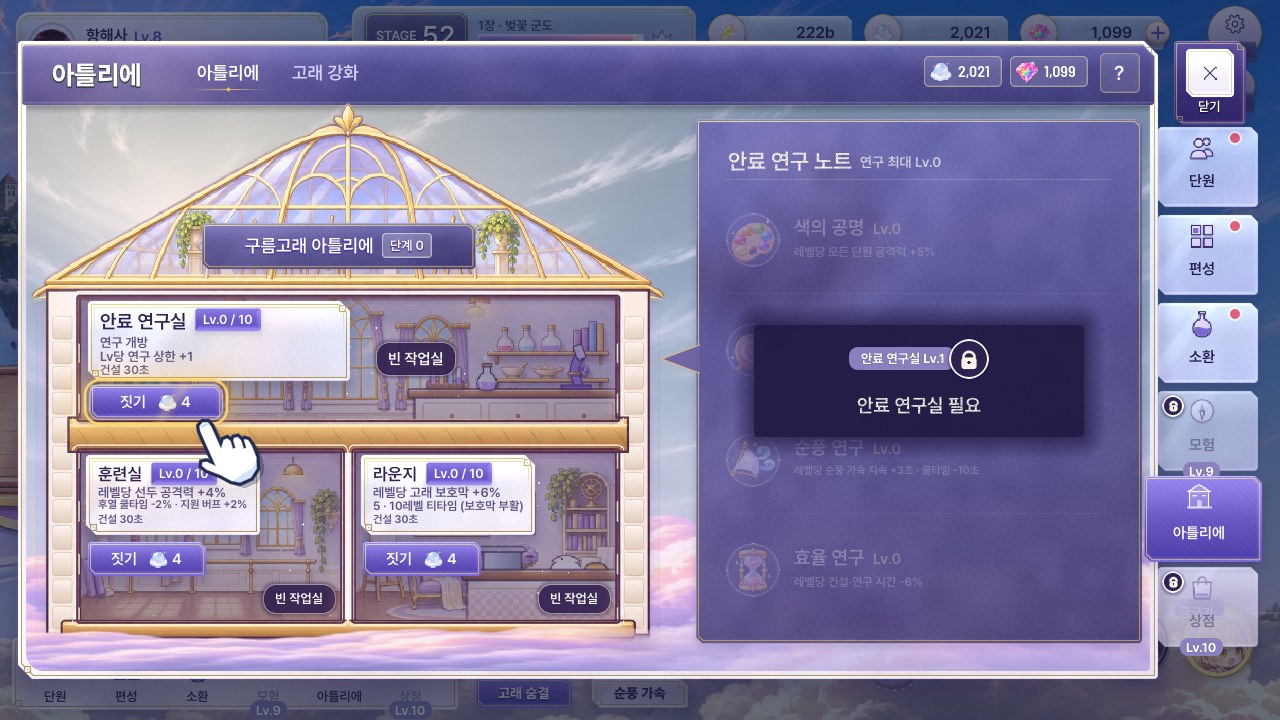 항해사 Lv.8
STAGE 52
1장 · 벚꽃 군도
222b
2,021
1,099
아틀리에
아틀리에
고래 강화
2,021
1,099
?
닫기
구름고래 아틀리에 단계 0
안료 연구실 Lv.0 / 10
연구 개방
Lv당 연구 상한 +1
건설 30초
빈 작업실
짓기 4
훈련실 Lv.0 / 10
레벨당 선두 공격력 +4%
후열 쿨타임 -2% · 지원 버프 +2%
건설 30초
짓기 4
빈 작업실
라운지 Lv.0 / 10
레벨당 고래 보호막 +6%
5 · 10레벨 티타임 (보호막 부활)
건설 30초
짓기 4
빈 작업실
안료 연구 노트 연구 최대 Lv.0
색의 공명 Lv.0
레벨당 모든 단원 공격력 +5%
안료 연구실 Lv.1
안료 연구실 필요
순풍 연구 Lv.0
레벨당 순풍 가속 지속 +3초 · 쿨타임 -10초
효율 연구 Lv.0
레벨당 건설·연구 시간 -6%
단원
편성
소환
모험
Lv.9
아틀리에
상점
Lv.10
단원
편성
소환
모험
Lv.9
아틀리에
상점
Lv.10
고래 숨결
순풍 가속